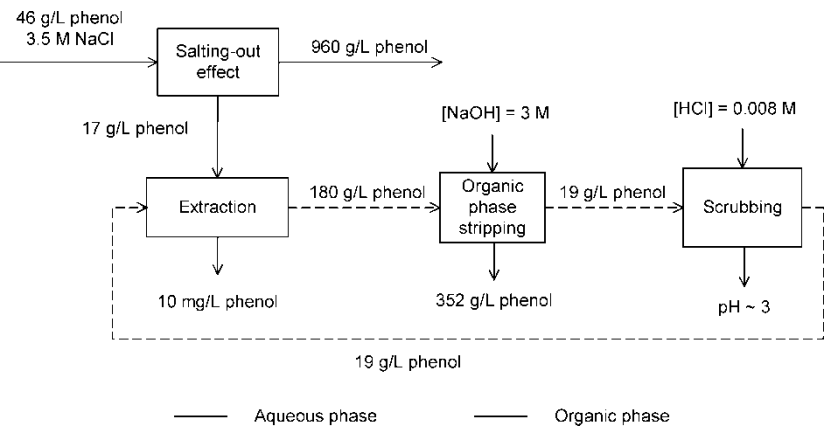 46 g/L phenol
3.5 M NaCl
Salting-out
effect
960 g/L phenol
17 g/L phenol
[NaOH] = 3 M
[HCl] = 0.008 M
Extraction
180 g/L phenol
Organic
phase
stripping
19 g/L phenol
Scrubbing
10 mg/L phenol
352 g/L phenol
pH ~ 3
19 g/L phenol
Aqueous phase
Organic phase